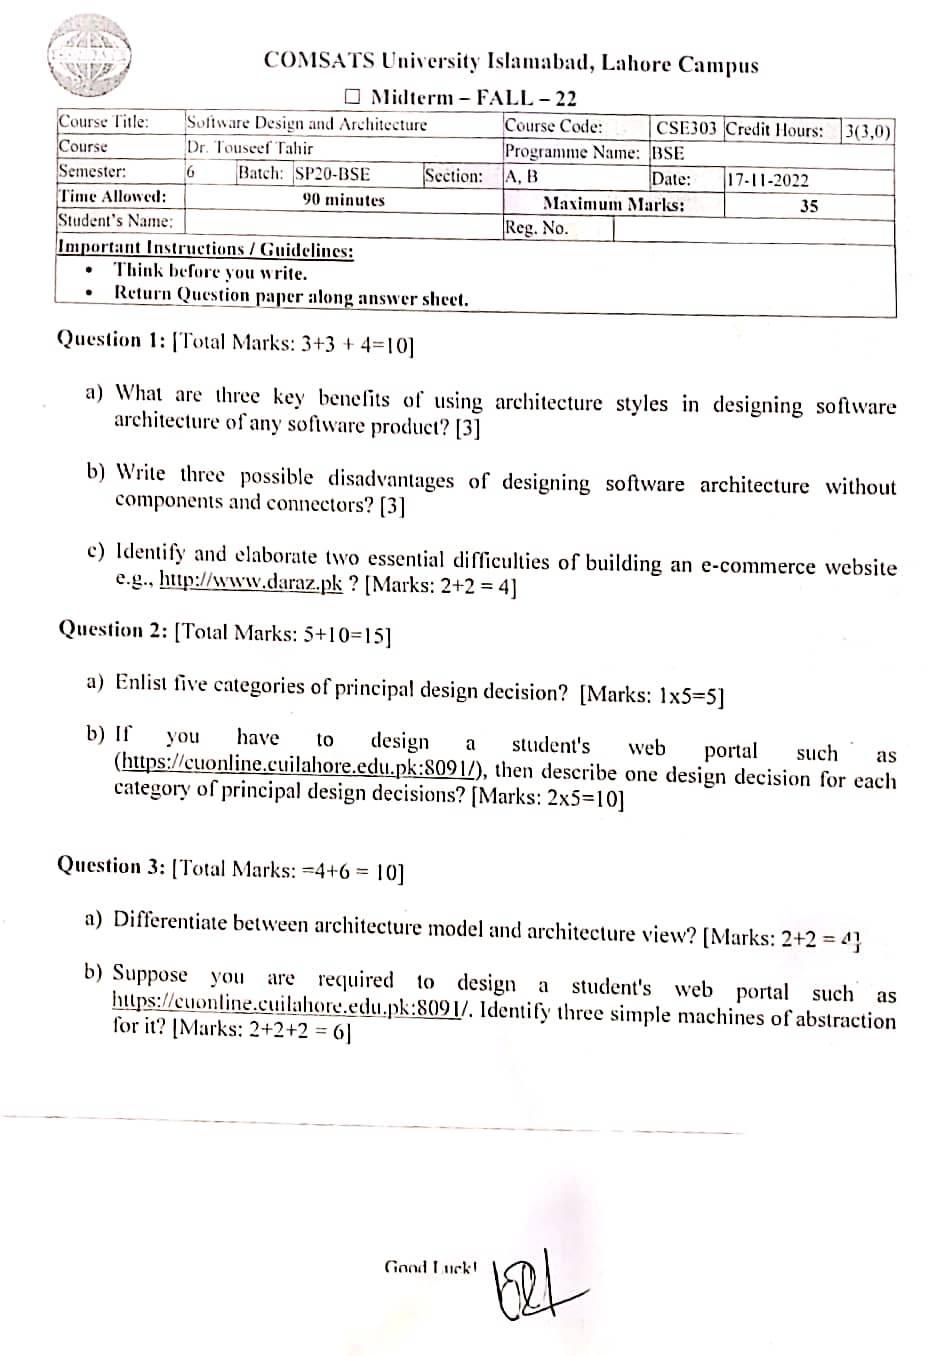 COMSATS University Islamabad, Lahore Campus
☐ Midterm – FALL – 22
Course Title: Software Design and Architecture Course Code: CSE303 Credit Hours: 3(3,0)
Course Dr. Touseef Tahir Programme Name: BSE
Semester: 6 Batch: SP20-BSE Section: A, B Date: 17-11-2022
Time Allowed: 90 minutes Maximum Marks: 35
Student's Name: Reg. No.
Important Instructions / Guidelines:
• Think before you write.
• Return Question paper along answer sheet.
Question 1: [Total Marks: 3+3 + 4=10]
a) What are three key benefits of using architecture styles in designing software
architecture of any software product? [3]
b) Write three possible disadvantages of designing software architecture without
components and connectors? [3]
c) Identify and elaborate two essential difficulties of building an e-commerce website
e.g., http://www.daraz.pk ? [Marks: 2+2 = 4]
Question 2: [Total Marks: 5+10=15]
a) Enlist five categories of principal design decision? [Marks: 1x5=5]
b) If you have to design a student's web portal such as
(https://cuonline.cuilahore.edu.pk:8091/), then describe one design decision for each
category of principal design decisions? [Marks: 2x5=10]
Question 3: [Total Marks: =4+6 = 10]
a) Differentiate between architecture model and architecture view? [Marks: 2+2 = 4]
b) Suppose you are required to design a student's web portal such as
https://cuonline.cuilahore.edu.pk:8091/. Identify three simple machines of abstraction
for it? [Marks: 2+2+2 = 6]
Good Luck!